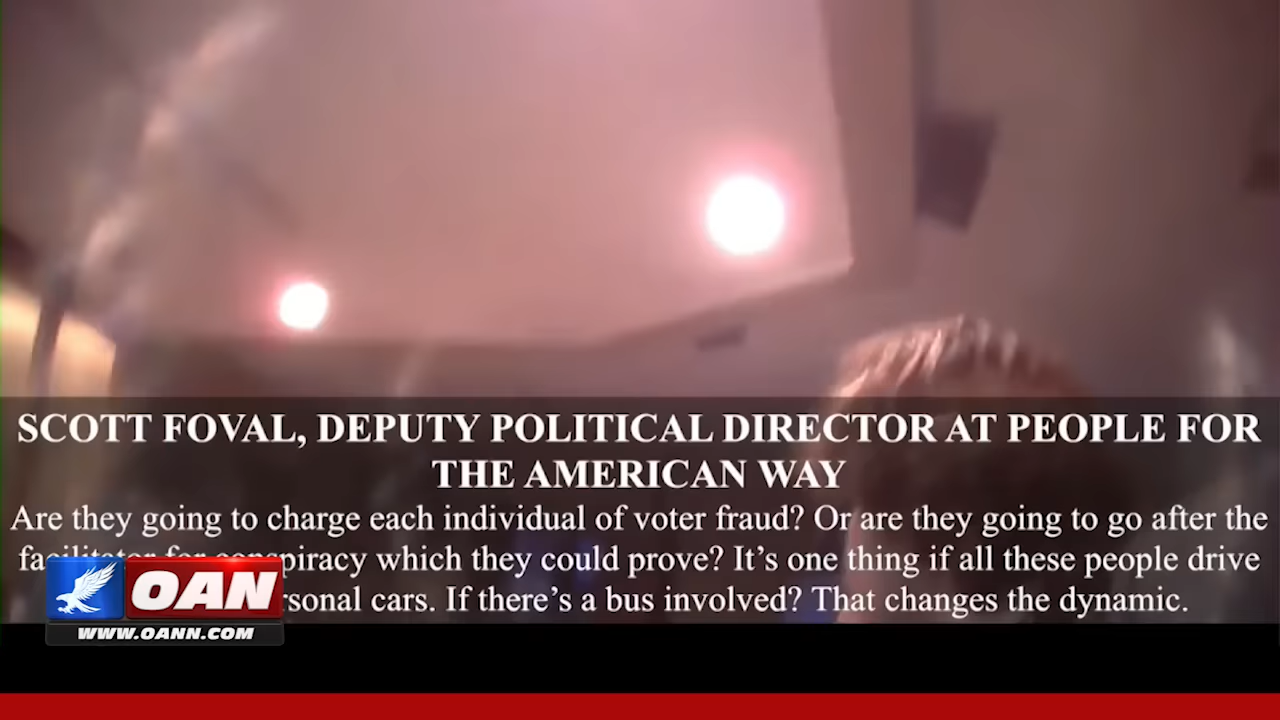 SCOTT FOVAL, DEPUTY POLITICAL DIRECTOR AT PEOPLE FOR
THE AMERICAN WAY
Are they going to charge each individual of voter fraud? Or are they going to go after the
facilitator for conspiracy which they could prove? It’s one thing if all these people drive
cars. If there’s a bus involved? That changes the dynamic.
OAN
WWW.OANN.COM